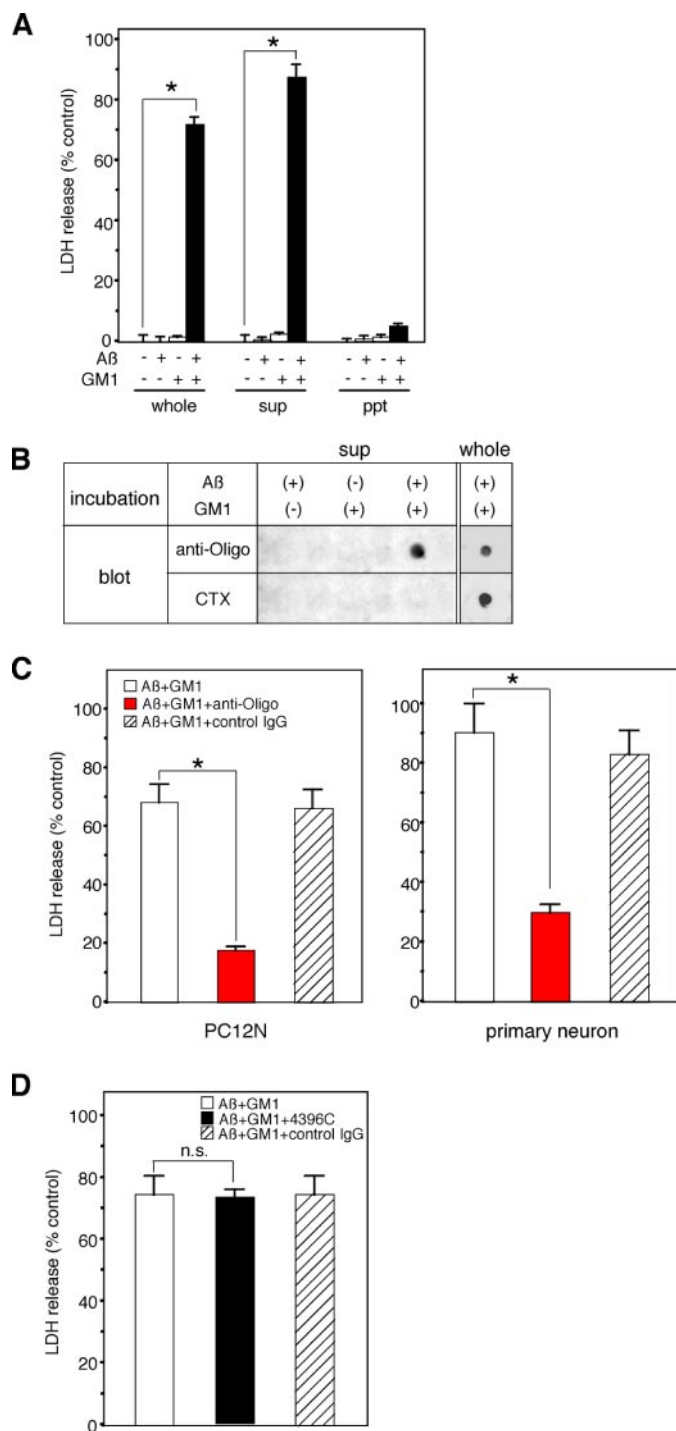 A
100
80
60
40
20
0
LDH release (% control)
*
*
Aß - + - + - + - + - + - +
GM1 - - + + - - + + - - + +
whole sup ppt
B
sup whole
incubation Aß (+) (-) (+) (+)
GM1 (-) (+) (+) (+)
blot anti-Oligo
CTX
C
Aß+GM1
Aß+GM1+anti-Oligo
Aß+GM1+control IgG
100
80
60
40
20
0
LDH release (% control)
*
PC12N
100
80
60
40
20
0
*
primary neuron
D
Aß+GM1
Aß+GM1+4396C
Aß+GM1+control IgG
n.s.
100
80
60
40
20
0
LDH release (% control)